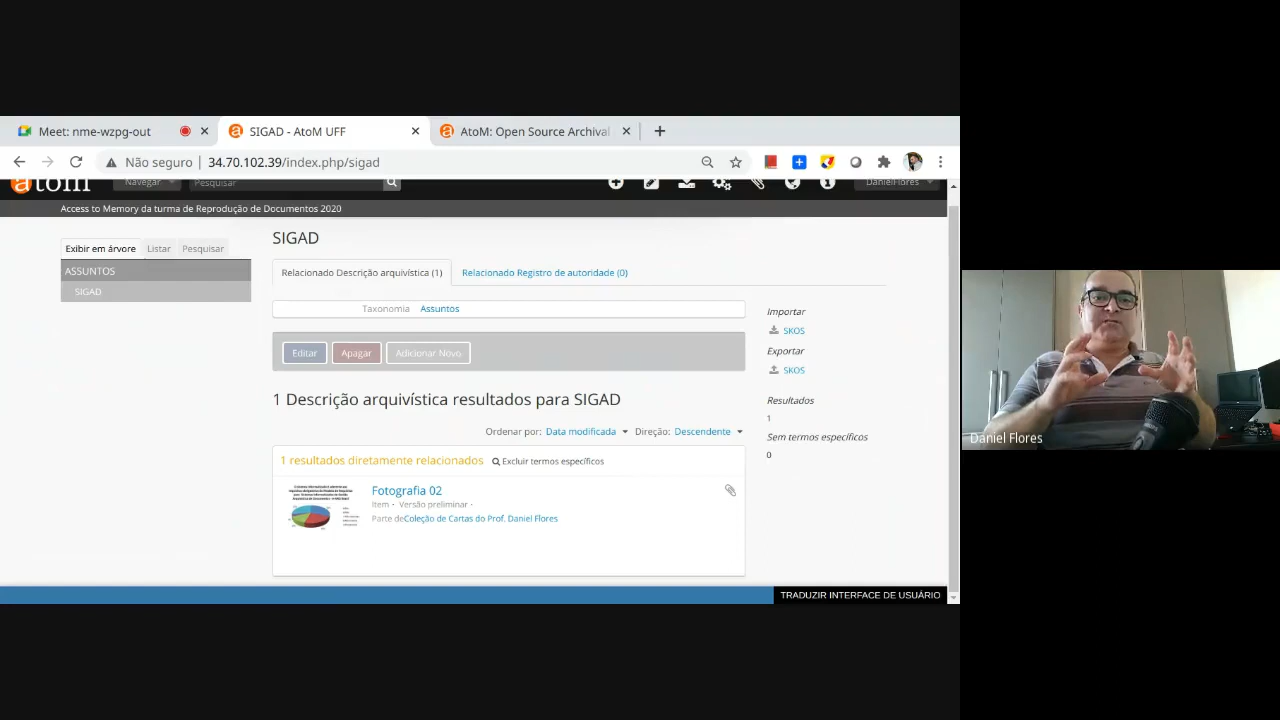 Meet: nme-wzpg-out
SIGAD - AtoM UFF
AtoM: Open Source Archival
Não seguro
34.70.102.39/index.php/sigad
atom
Navegar
Pesquisar
DanielFlores
Access to Memory da turma de Reprodução de Documentos 2020
Exibir em árvore
Listar
Pesquisar
ASSUNTOS
SIGAD
SIGAD
Relacionado Descrição arquivística (1)
Relacionado Registro de autoridade (0)
Taxonomia Assuntos
Editar
Apagar
Adicionar Novo
Importar
SKOS
Exportar
SKOS
Resultados
1
Sem termos específicos
0
1 Descrição arquivística resultados para SIGAD
Ordenar por: Data modificada Direção: Descendente
1 resultados diretamente relacionados Excluir termos específicos
Fotografia 02
Item · Versão preliminar ·
Parte deColeção de Cartas do Prof. Daniel Flores
TRADUZIR INTERFACE DE USUÁRIO
Daniel Flores